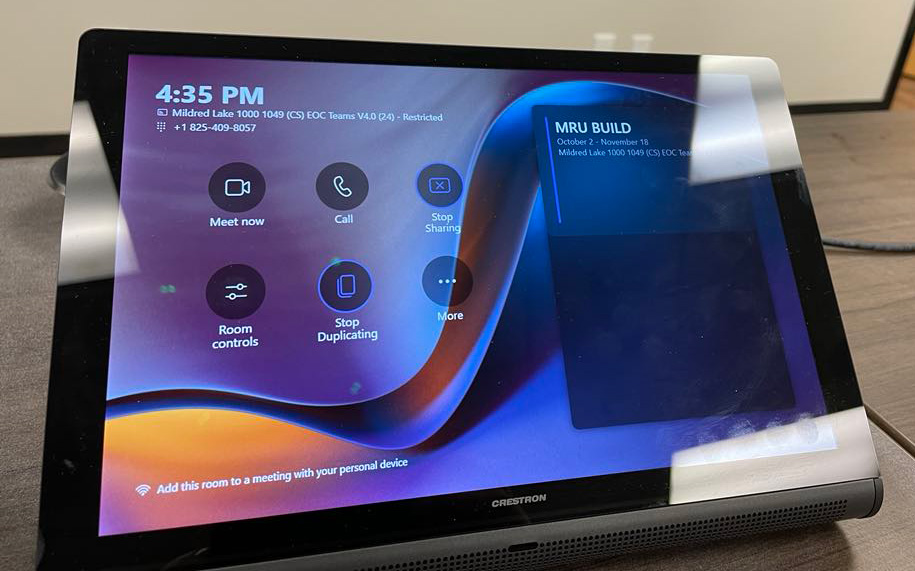 4:35 PM
Mildred Lake 1000 1049 (CS) EOC Teams V4.0 (24) - Restricted
+1 825-409-8057
MRU BUILD
October 2 - November 18
Mildred Lake 1000 1049 (CS) EOC Tea
Meet now
Call
Stop
Sharing
Room
controls
Stop
Duplicating
More
Add this room to a meeting with your personal device
CRESTRON